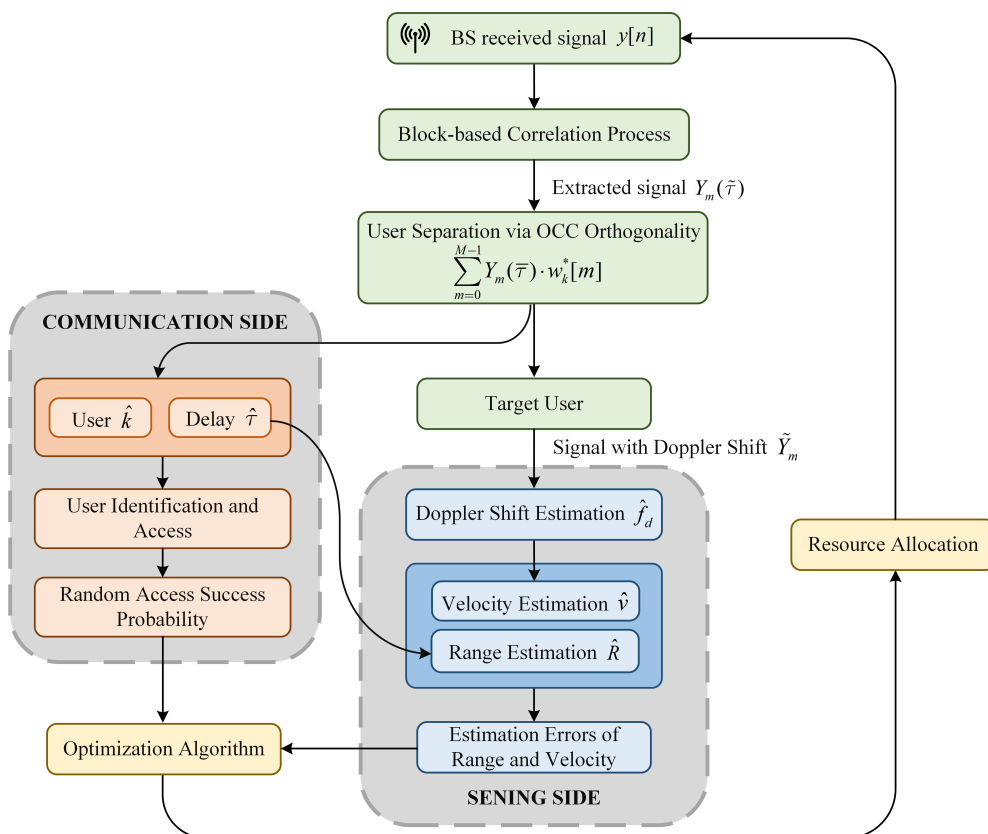 BS received signal y[n]
Block-based Correlation Process
Extracted signal Y_m(τ̃)
User Separation via OCC Orthogonality
∑_{m=0}^{M−1} Y_m(τ̅)·w_k^*[m]
COMMUNICATION SIDE
User k̂
Delay τ̂
Target User
Signal with Doppler Shift Ỹ_m
User Identification and
Access
Doppler Shift Estimation f̂_d
Resource Allocation
Random Access Success
Probability
Velocity Estimation v̂
Range Estimation R̂
Optimization Algorithm
Estimation Errors of
Range and Velocity
SENING SIDE